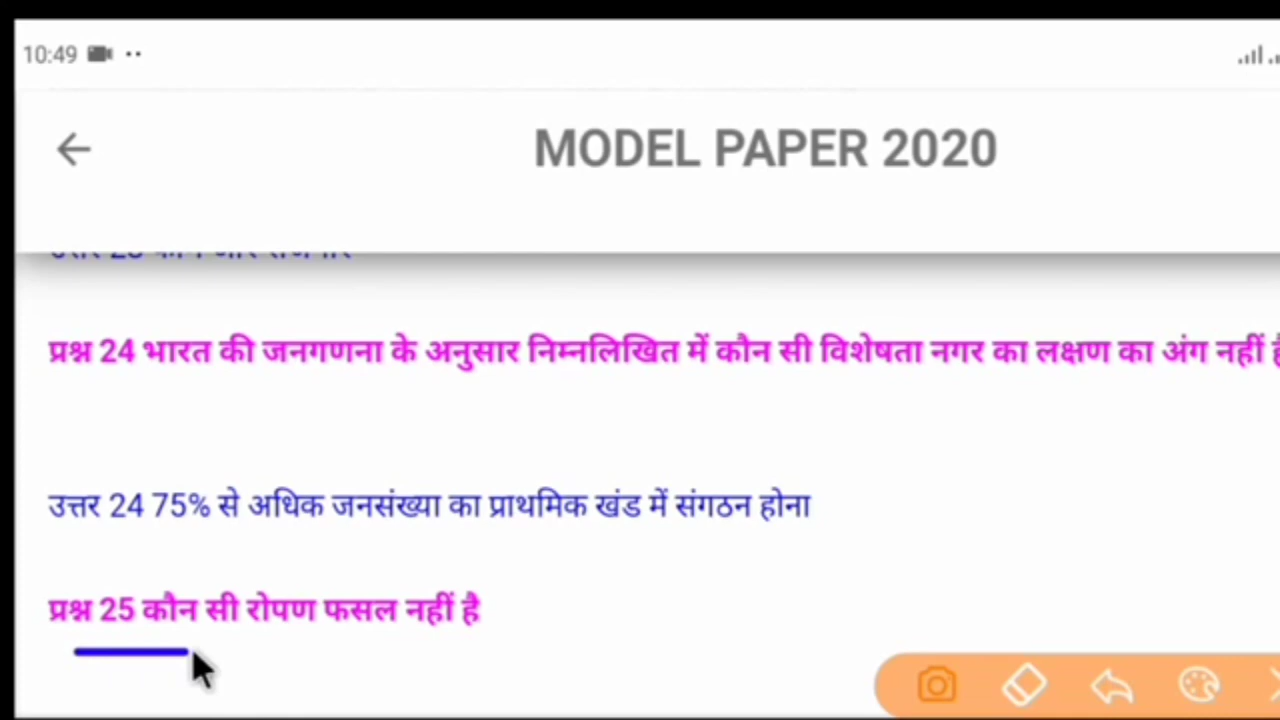 10:49
MODEL PAPER 2020
प्रश्न 24 भारत की जनगणना के अनुसार निम्नलिखित में कौन सी विशेषता नगर का लक्षण का अंग नहीं
उत्तर 24 75% से अधिक जनसंख्या का प्राथमिक खंड में संगठन होना
प्रश्न 25 कौन सी रोपण फसल नहीं है